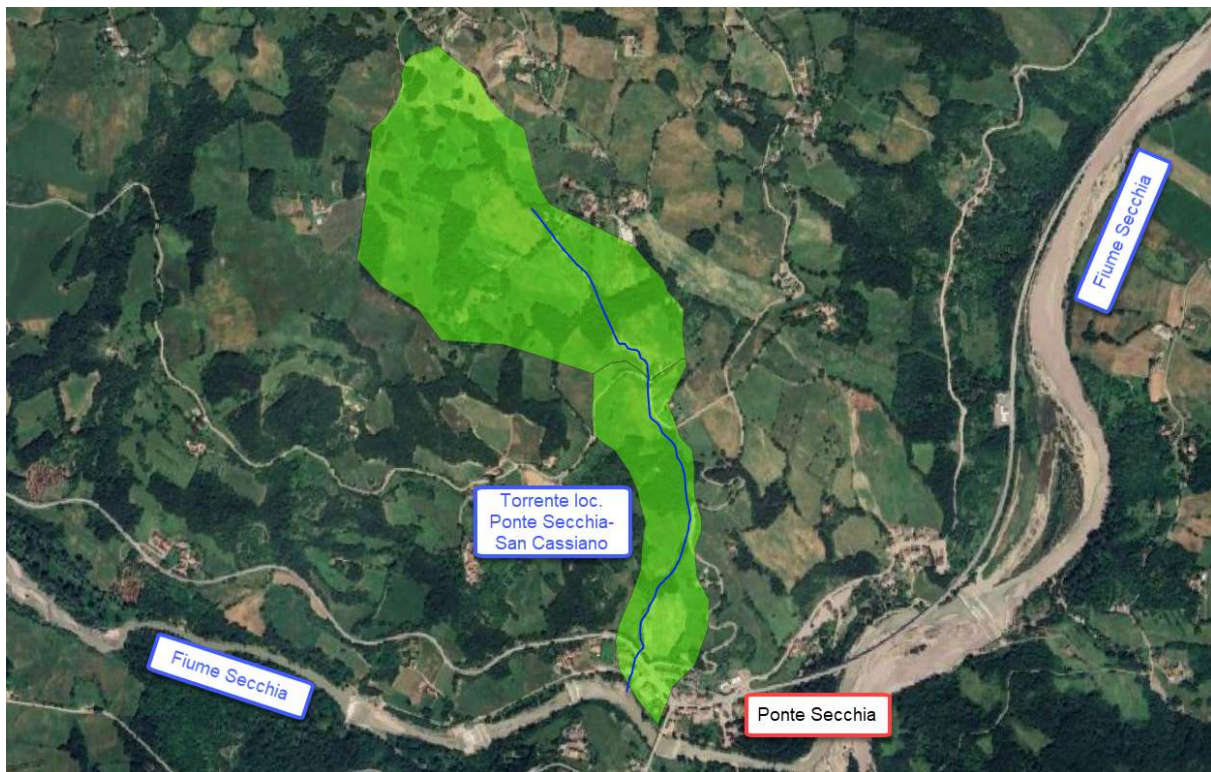 Fiume Secchia
Torrente loc.
Ponte Secchia-
San Cassiano
Fiume Secchia
Ponte Secchia